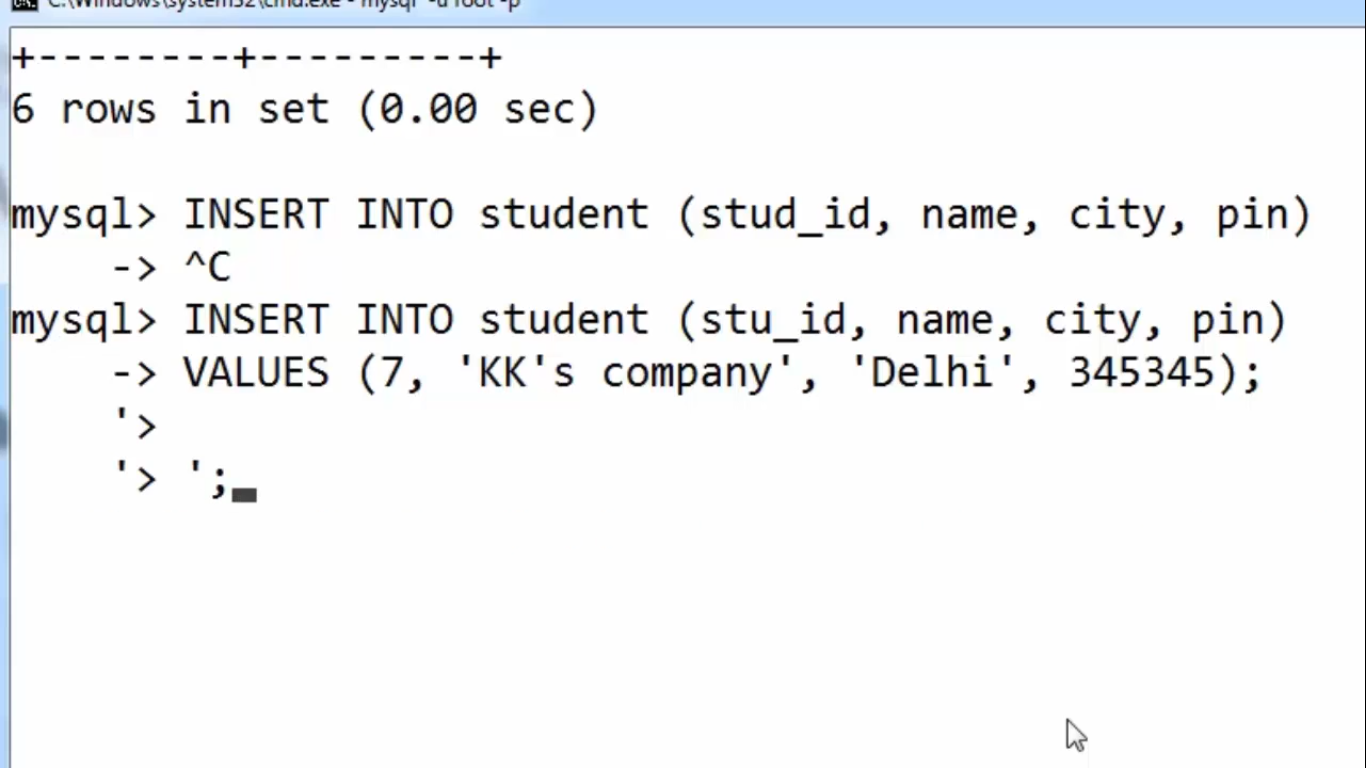 C:\Windows\system32\cmd.exe - mysql -u root -p
+--------+---------+
6 rows in set (0.00 sec)
mysql> INSERT INTO student (stud_id, name, city, pin)
-> ^C
mysql> INSERT INTO student (stu_id, name, city, pin)
-> VALUES (7, 'KK's company', 'Delhi', 345345);
'>
'> ';